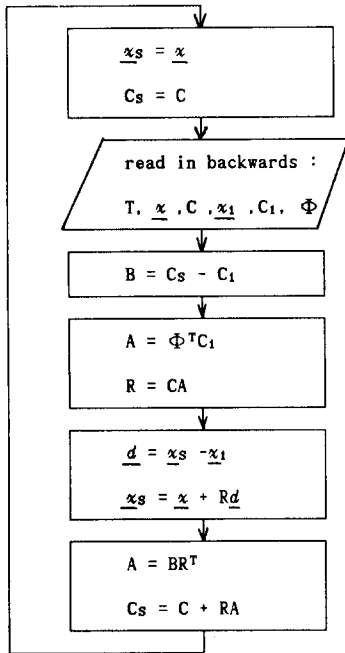 x̲s = x̲
Cs = C
read in backwards :
T, x̲ , C , x̲₁ , C₁, Φ
B = Cs - C₁
A = ΦᵀC₁
R = CA
d̲ = x̲s - x̲₁
x̲s = x̲ + Rd̲
A = BRᵀ
Cs = C + RA